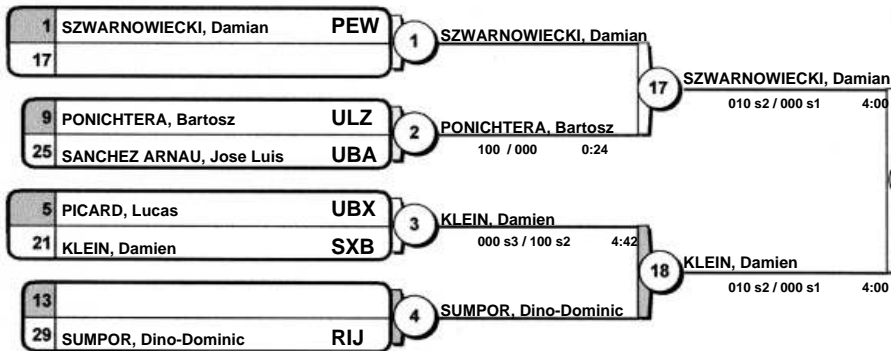 1 SZWARNOWIECKI, Damian PEW
17
1
SZWARNOWIECKI, Damian
9 PONICHTERA, Bartosz ULZ
25 SANCHEZ ARNAU, Jose Luis UBA
2
PONICHTERA, Bartosz
100 / 000 0:24
17
SZWARNOWIECKI, Damian
010 s2 / 000 s1 4:00
5 PICARD, Lucas UBX
21 KLEIN, Damien SXB
3
KLEIN, Damien
000 s3 / 100 s2 4:42
13
29 SUMPOR, Dino-Dominic RIJ
4
SUMPOR, Dino-Dominic
18
KLEIN, Damien
010 s2 / 000 s1 4:00